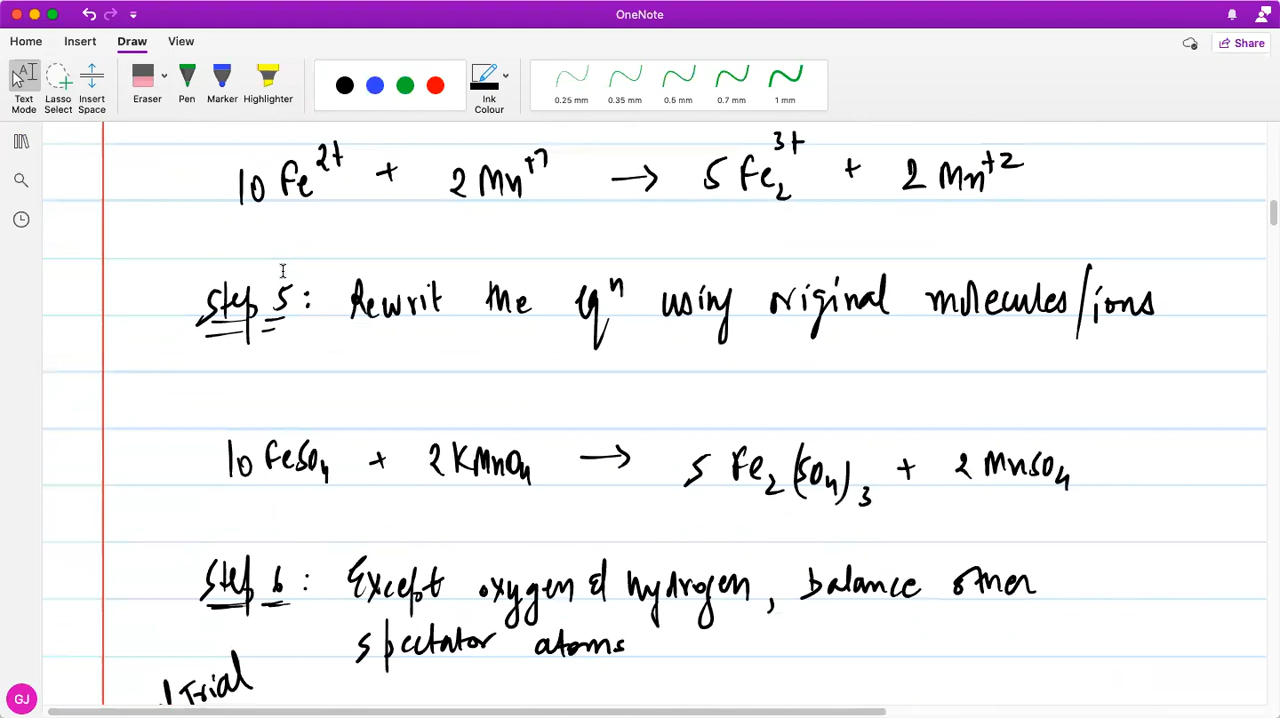 OneNote
Home Insert Draw View
Share
Text Mode
Lasso Select
Insert Space
Eraser
Pen
Marker
Highlighter
Ink Colour
0.25 mm
0.35 mm
0.5 mm
0.7 mm
1 mm
10 Fe²⁺ + 2 Mn⁺⁷ → 5 Fe₂³⁺ + 2 Mn⁺²
Step 5 : Rewrit the eqⁿ using original molecules/ions
10 FeSO₄ + 2 KMnO₄ → 5 Fe₂(SO₄)₃ + 2 MnSO₄
Step 6 : Except oxygen & hydrogen, balance other
spectator atoms
Trial
GJ